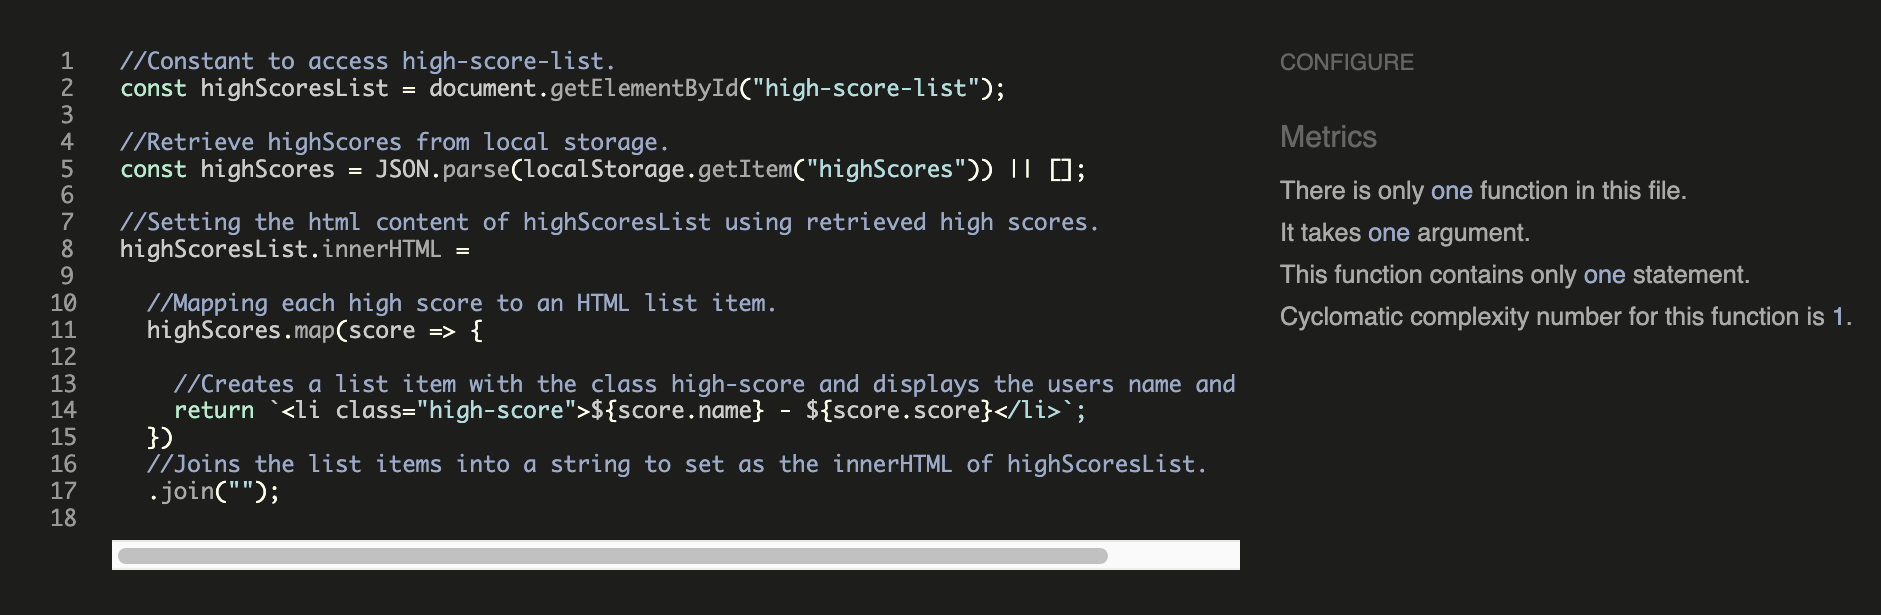 1 //Constant to access high-score-list.
2 const highScoresList = document.getElementById("high-score-list");
3
4 //Retrieve highScores from local storage.
5 const highScores = JSON.parse(localStorage.getItem("highScores")) || [];
6
7 //Setting the html content of highScoresList using retrieved high scores.
8 highScoresList.innerHTML =
9
10 //Mapping each high score to an HTML list item.
11 highScores.map(score => {
12
13 //Creates a list item with the class high-score and displays the users name and
14 return `<li class="high-score">${score.name} - ${score.score}</li>`;
15 })
16 //Joins the list items into a string to set as the innerHTML of highScoresList.
17 .join("");
18
CONFIGURE
Metrics
There is only one function in this file.
It takes one argument.
This function contains only one statement.
Cyclomatic complexity number for this function is 1.